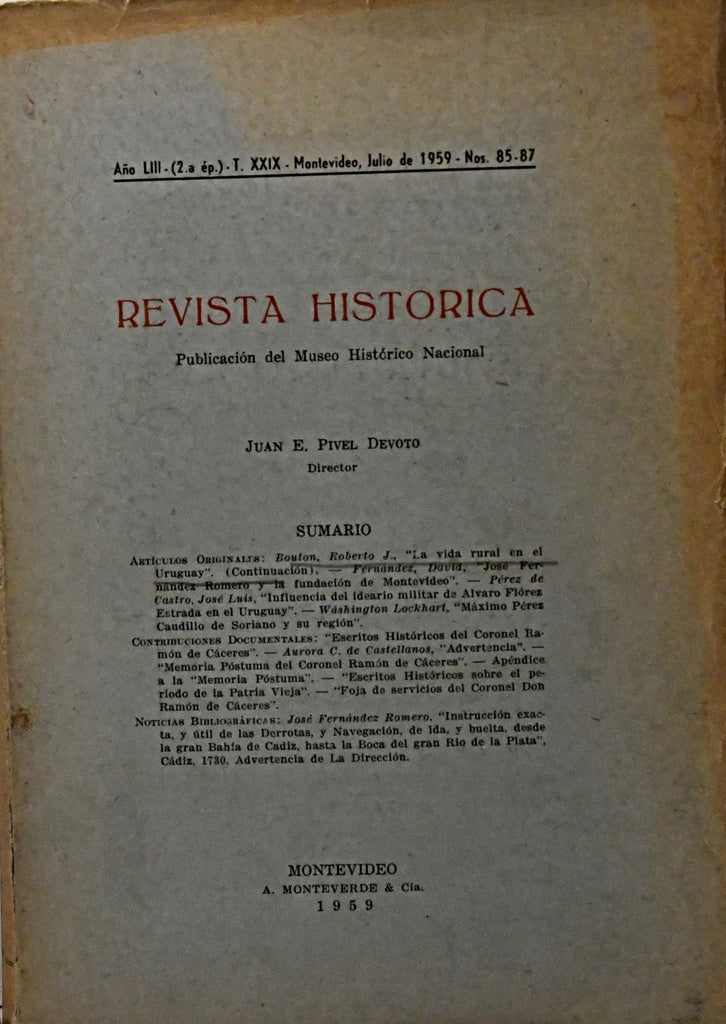 Año LIII - (2.a ép.) - T. XXIX - Montevideo, Julio de 1959 - Nos. 85-87
REVISTA HISTORICA
Publicación del Museo Histórico Nacional
JUAN E. PIVEL DEVOTO
Director
SUMARIO
ARTÍCULOS ORIGINALES: Bouton, Roberto J., "La vida rural en el
Uruguay". (Continuación). — Fernández, David, "José Fer-
nández Romero y la fundación de Montevideo". — Pérez de
Castro, José Luis, "Influencia del ideario militar de Alvaro Flórez
Estrada en el Uruguay". — Wáshington Lockhart, "Máximo Pérez
Caudillo de Soriano y su región".
CONTRIBUCIONES DOCUMENTALES: "Escritos Históricos del Coronel Ra-
món de Cáceres". — Aurora C. de Castellanos, "Advertencia". —
"Memoria Póstuma del Coronel Ramón de Cáceres". — Apéndice
a la "Memoria Póstuma". — "Escritos Históricos sobre el pe-
ríodo de la Patria Vieja". — "Foja de servicios del Coronel Don
Ramón de Cáceres".
NOTICIAS BIBLIOGRÁFICAS: José Fernández Romero, "Instrucción exac-
ta, y útil de las Derrotas, y Navegación, de ida, y buelta, desde
la gran Bahía de Cadiz, hasta la Boca del gran Rio de la Plata",
Cádiz, 1730. Advertencia de La Dirección.
MONTEVIDEO
A. MONTEVERDE & Cía.
1959